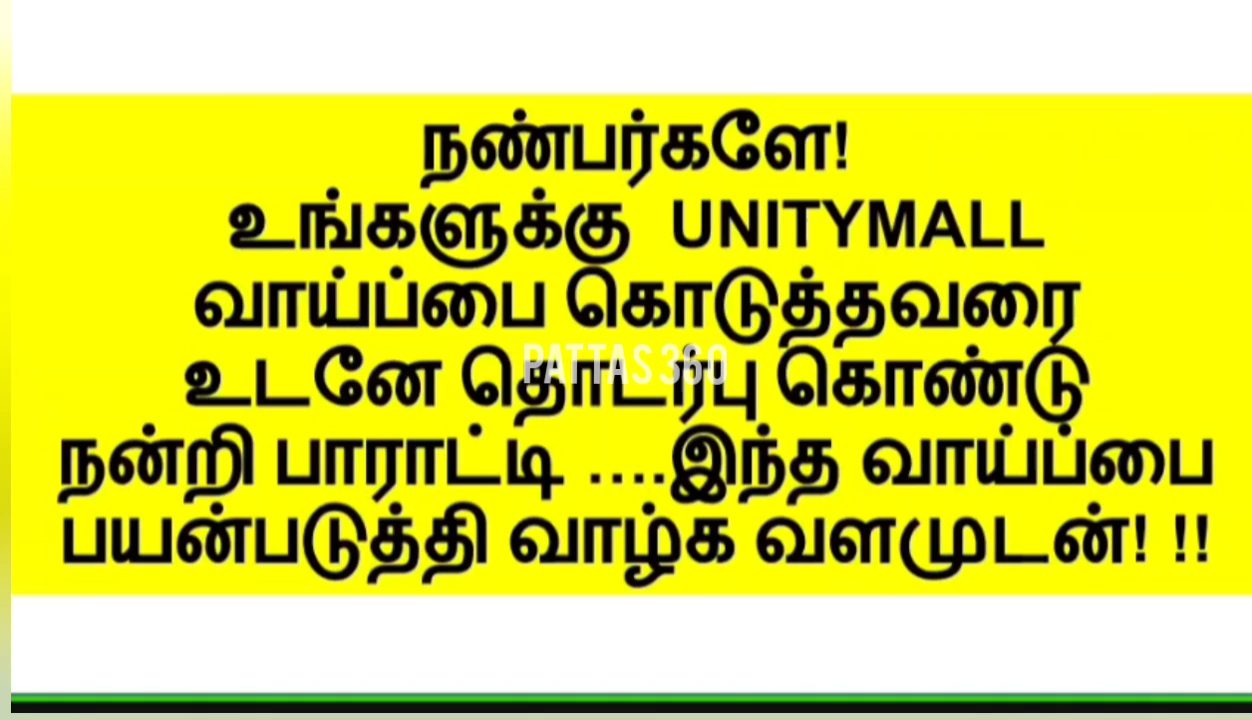 நண்பர்களே!
உங்களுக்கு UNITYMALL
வாய்ப்பை கொடுத்தவரை
உடனே தொடர்பு கொண்டு
PATTAS 360
நன்றி பாராட்டி ....இந்த வாய்ப்பை
பயன்படுத்தி வாழ்க வளமுடன்! !!